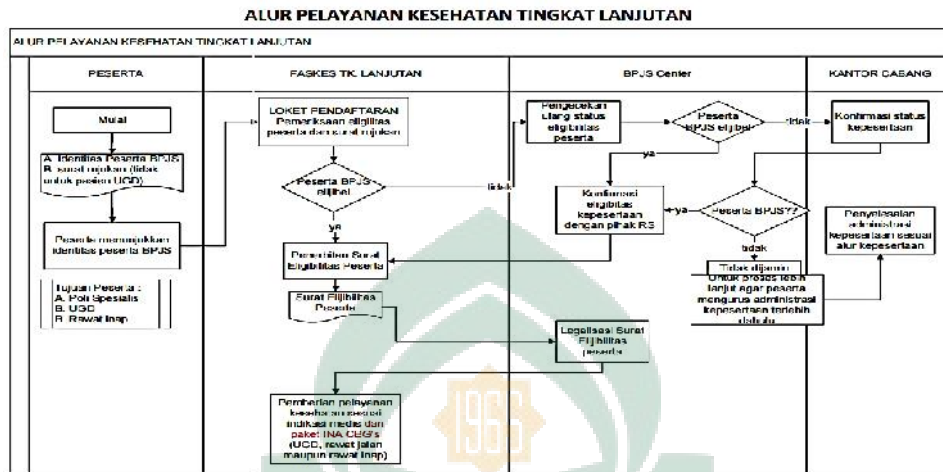 ALUR PELAYANAN KESEHATAN TINGKAT LANJUTAN
ALUR PELAYANAN KESEHATAN TINGKAT LANJUTAN
PESERTA
FASKES TK. LANJUTAN
BPJS Center
KANTOR CABANG
Mulai
A. Identitas Peserta BPJS
B. surat rujukan (tidak
untuk pasien UGD)
Peserta menunjukkan
identitas peserta BPJS
Tujuan Peserta :
A. Poli Spesialis
B. UGD
B. Rawat Inap
LOKET PENDAFTARAN
Pemeriksaan eligilitas
peserta dan surat rujukan
Peserta BPJS
elijibel
tidak
ya
Penerbitan Surat
Eligibilitas Peserta
Surat Elijibilitas
Peserta
Pemberian pelayanan
kesehatan sesuai
indikasi medis dan
paket INA CBG's
(UGD, rawat jalan
maupun rawat inap)
Pengecekan
ulang status
eligibilitas
peserta
Peserta
BPJS elijibel
tidak
ya
Konfirmasi
eligibitas
kepesertaan
dengan pihak RS
ya
Peserta BPJS??
tidak
Tidak dijamin
Untuk proses lebih
lanjut agar peserta
mengurus administrasi
kepesertaan terlebih
dahulu
Legalisasi Surat
Elijibilitas
peserta
Konfirmasi status
kepesertaan
Penyelesaian
administrasi
kepesertaan sesuai
alur kepesertaan
1965